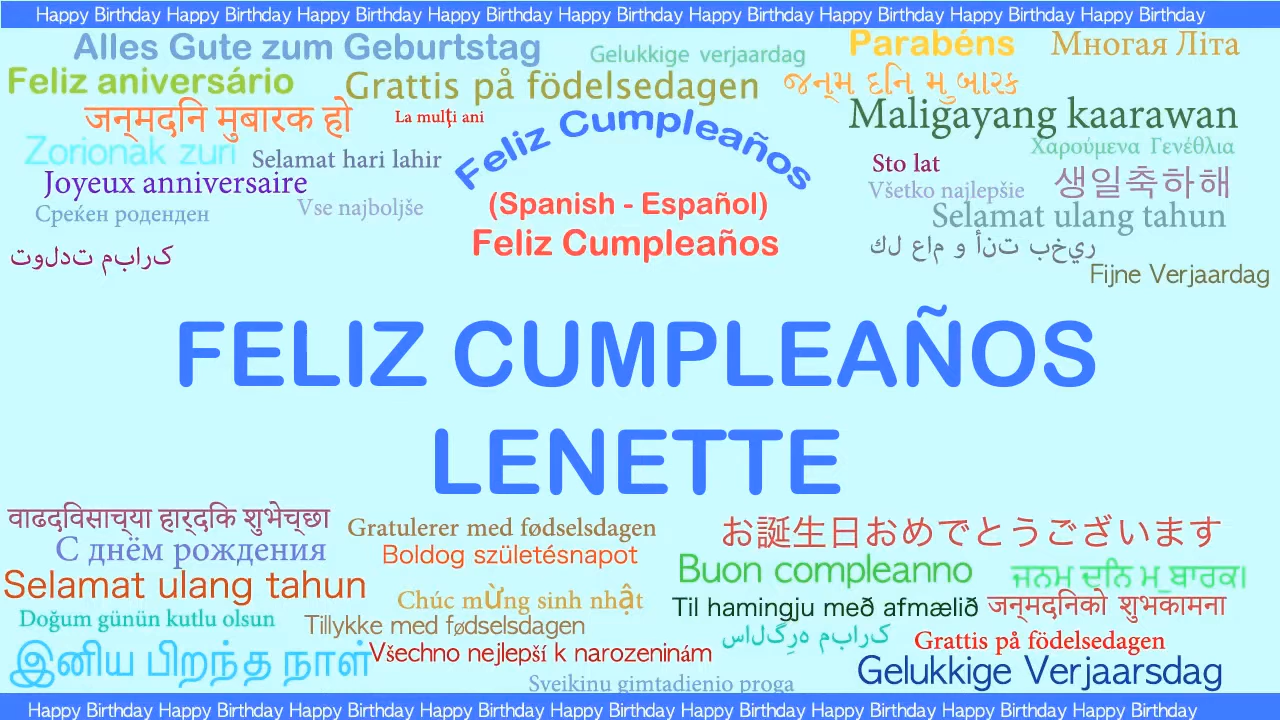 Happy Birthday Happy Birthday Happy Birthday Happy Birthday Happy Birthday Happy Birthday Happy Birthday Happy Birthday Happy Birthday
Alles Gute zum Geburtstag
Gelukkige verjaardag
Parabéns
Многая Літа
Feliz aniversário
Grattis på födelsedagen
જન્મ દિન મુબારક
जन्मदिन मुबारक हो
La mulţi ani
Feliz Cumpleaños
Maligayang kaarawan
Zorionak zuri
Selamat hari lahir
Χαρούμενα Γενέθλια
Sto lat
생일축하해
Joyeux anniversaire
Všetko najlepšie
Среќен роденден
Vse najboljše
(Spanish - Español)
Selamat ulang tahun
Feliz Cumpleaños
تولدت مبارک
كل عام و أنت بخير
Fijne Verjaardag
FELIZ CUMPLEAÑOS
LENETTE
वाढदिवसाच्या हार्दिक शुभेच्छा
Gratulerer med fødselsdagen
お誕生日おめでとうございます
С днём рождения
Boldog születésnapot
Selamat ulang tahun
Buon compleanno
ਜਨਮ ਦਿਨ ਮੁਬਾਰਕ।
Chúc mừng sinh nhật
Til hamingju með afmælið
जन्मदिनको शुभकामना
Doğum günün kutlu olsun
Tillykke med fødselsdagen
سالگرہ مبارک
Grattis på födelsedagen
இனிய பிறந்த நாள்
Všechno nejlepší k narozeninám
Gelukkige Verjaarsdag
Sveikinu gimtadienio proga
Happy Birthday Happy Birthday Happy Birthday Happy Birthday Happy Birthday Happy Birthday Happy Birthday Happy Birthday Happy Birthday